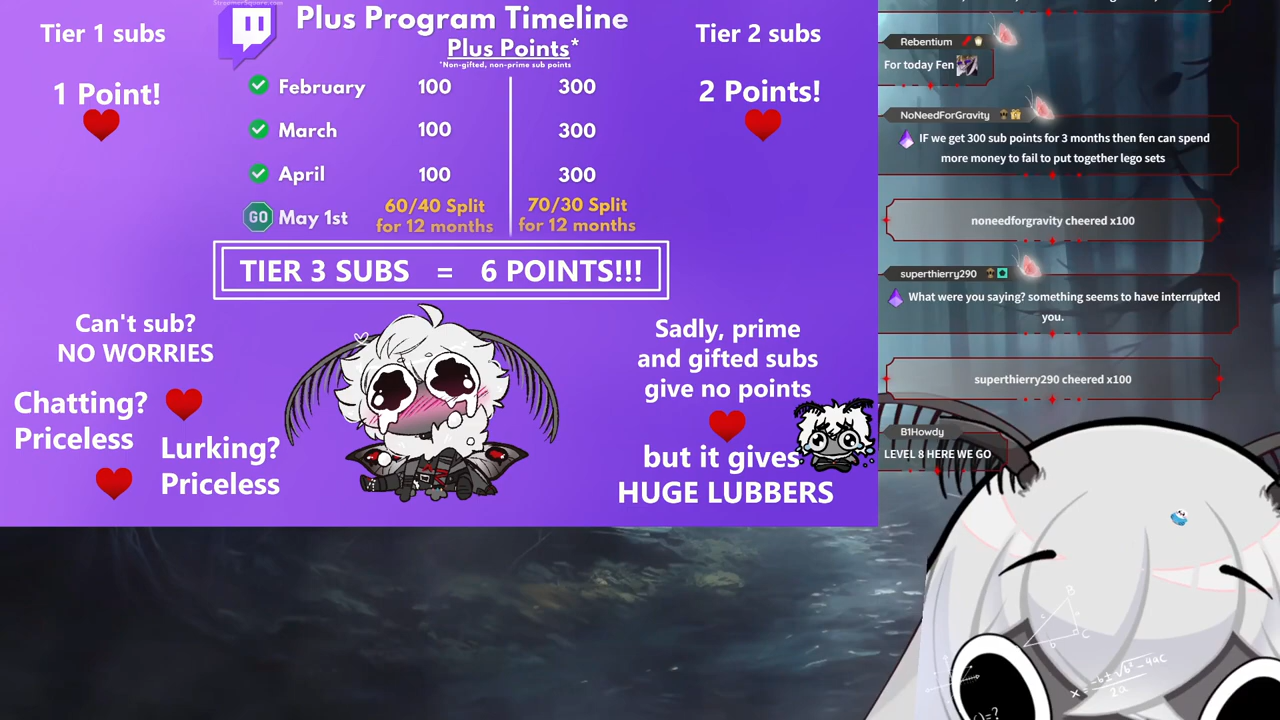 StreamerSquare.com
Tier 1 subs
1 Point!
Plus Program Timeline
Plus Points*
*Non-gifted, non-prime sub points
February 100 300
March 100 300
April 100 300
GO May 1st 60/40 Split for 12 months 70/30 Split for 12 months
Tier 2 subs
2 Points!
TIER 3 SUBS = 6 POINTS!!!
Can't sub?
NO WORRIES
Chatting?
Priceless
Lurking?
Priceless
Sadly, prime
and gifted subs
give no points
but it gives
HUGE LUBBERS
Rebentium
For today Fen
NoNeedForGravity
IF we get 300 sub points for 3 months then fen can spend
more money to fail to put together lego sets
noneedforgravity cheered x100
superthierry290
What were you saying? something seems to have interrupted
you.
superthierry290 cheered x100
B1Howdy
LEVEL 8 HERE WE GO
B
c
C
b
x = -b±√b²-4ac
2a